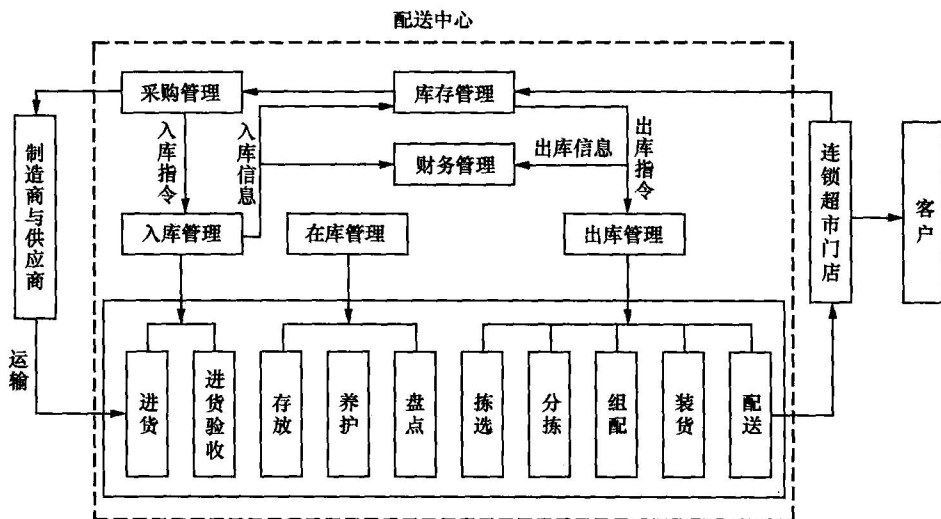 配送中心
采购管理
库存管理
入库指令
入库信息
财务管理
出库信息
出库指令
制造商与供应商
连锁超市门店
客户
入库管理
在库管理
出库管理
运输
进货
进货验收
存放
养护
盘点
拣选
分拣
组配
装货
配送